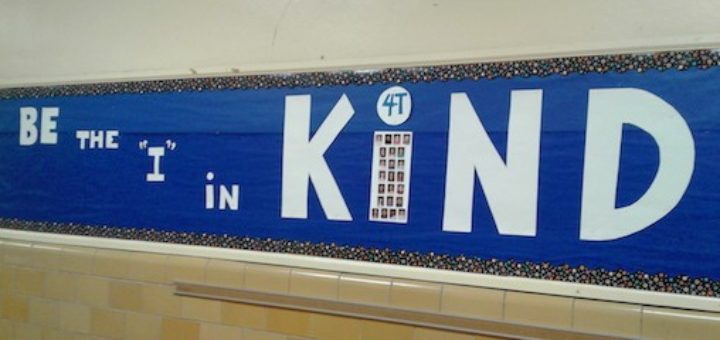 BE THE "I" iN KiND
4T